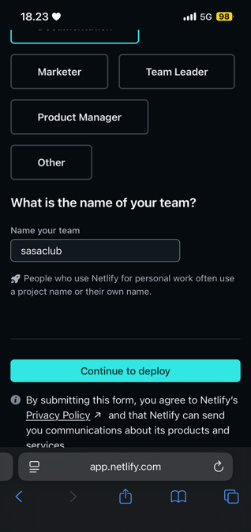 18.23
5G 98
Documentation
Marketer
Team Leader
Product Manager
Other
What is the name of your team?
Name your team
sasaclub
🚀 People who use Netlify for personal work often use
a project name or their own name.
Continue to deploy
By submitting this form, you agree to Netlify's
Privacy Policy ↗ and that Netlify can send
you communications about its products and
services.
app.netlify.com